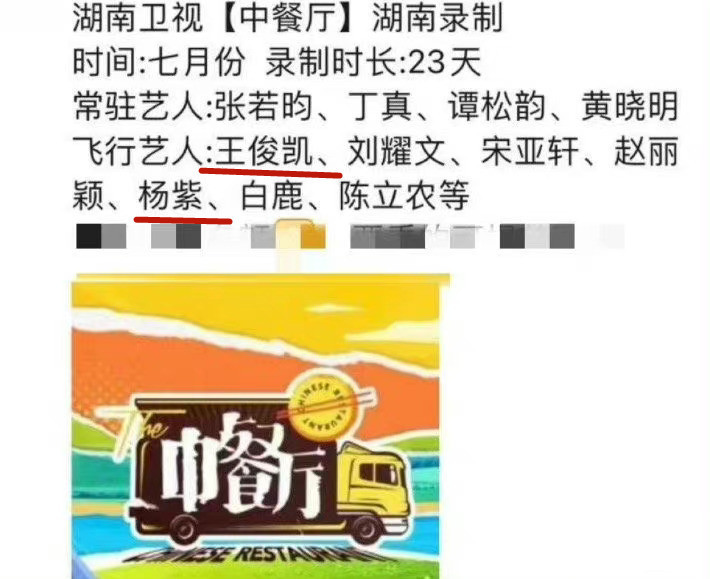 湖南卫视【中餐厅】湖南录制
时间:七月份 录制时长:23天
常驻艺人:张若昀、丁真、谭松韵、黄晓明
飞行艺人:王俊凯、刘耀文、宋亚轩、赵丽
颖、杨紫、白鹿、陈立农等
CHINESE RESTAURANT
The
中餐厅
CHINESE RESTAURANT